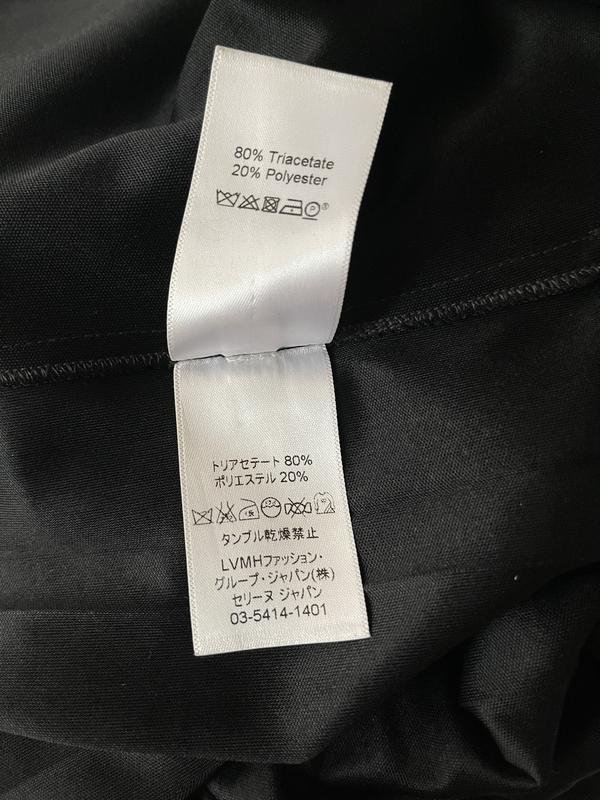 80% Triacetate
20% Polyester
トリアセテート 80%
ポリエステル 20%
タンブル乾燥禁止
LVMHファッション・
グループ・ジャパン(株)
セリーヌ ジャパン
03-5414-1401